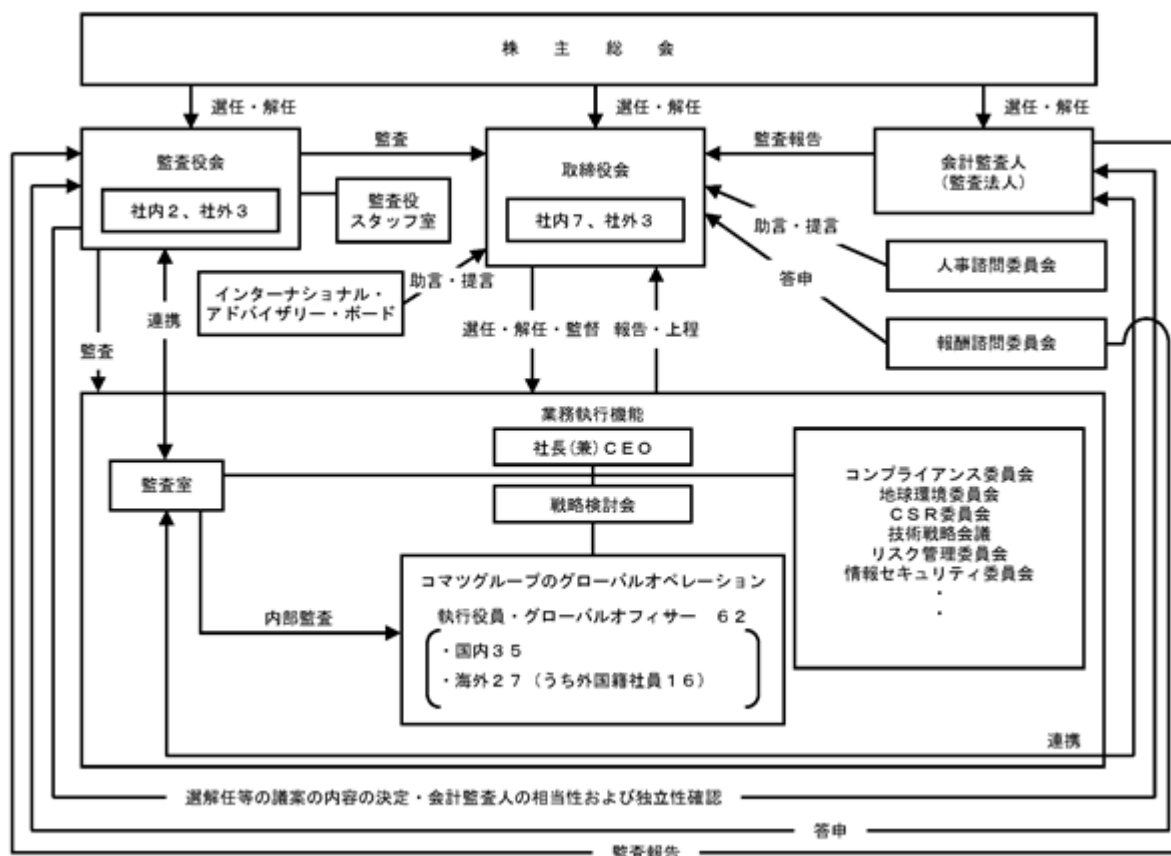 株 主 総 会
選任・解任
選任・解任
選任・解任
監査役会
社内2、社外3
監査
監査役
スタッフ室
取締役会
社内7、社外3
監査報告
会計監査人
(監査法人)
助言・提言
人事諮問委員会
答申
報酬諮問委員会
インターナショナル・
アドバイザリー・ボード
助言・提言
連携
監査
選任・解任・監督
報告・上程
業務執行機能
社長(兼)CEO
監査室
戦略検討会
コンプライアンス委員会
地球環境委員会
CSR委員会
技術戦略会議
リスク管理委員会
情報セキュリティ委員会
・
・
コマツグループのグローバルオペレーション
執行役員・グローバルオフィサー 62
・国内35
・海外27(うち外国籍社員16)
内部監査
連携
選解任等の議案の内容の決定・会計監査人の相当性および独立性確認
答申
監査報告